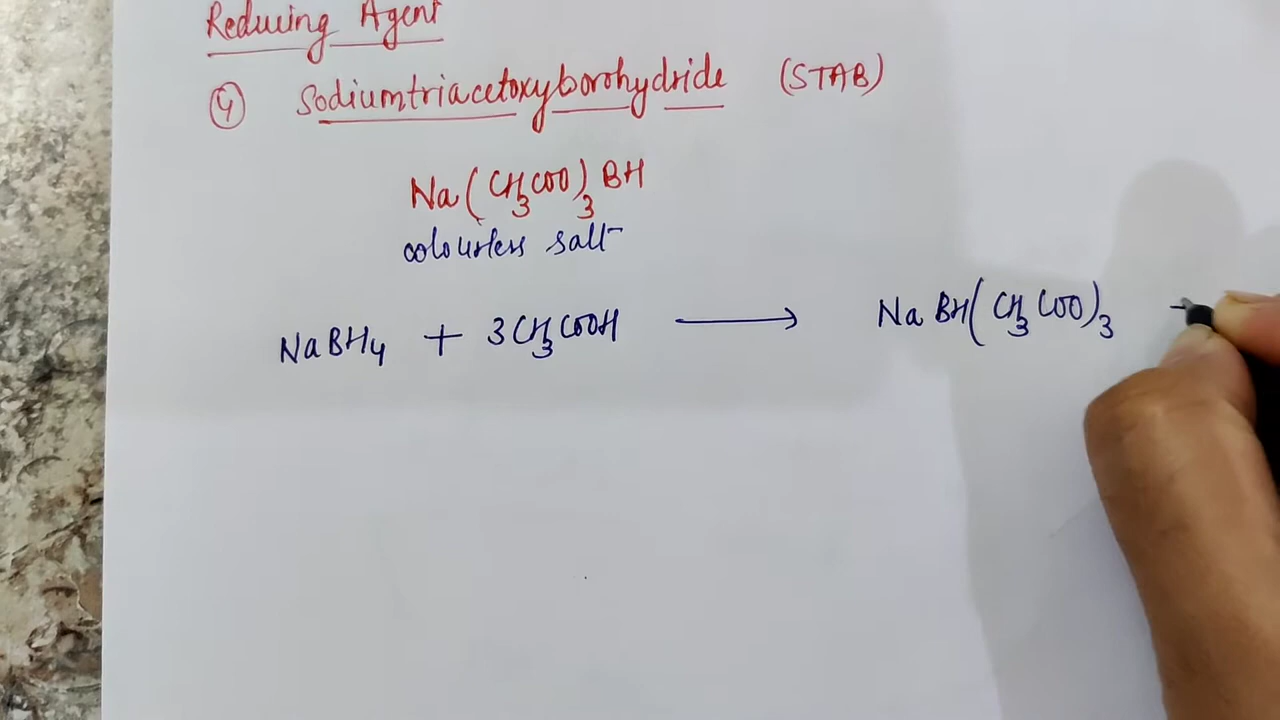 Reducing Agent
④ Sodiumtriacetoxyborohydride (STAB)
Na(CH₃COO)₃BH
colourless salt
NaBH₄ + 3CH₃COOH ⟶ NaBH(CH₃COO)₃